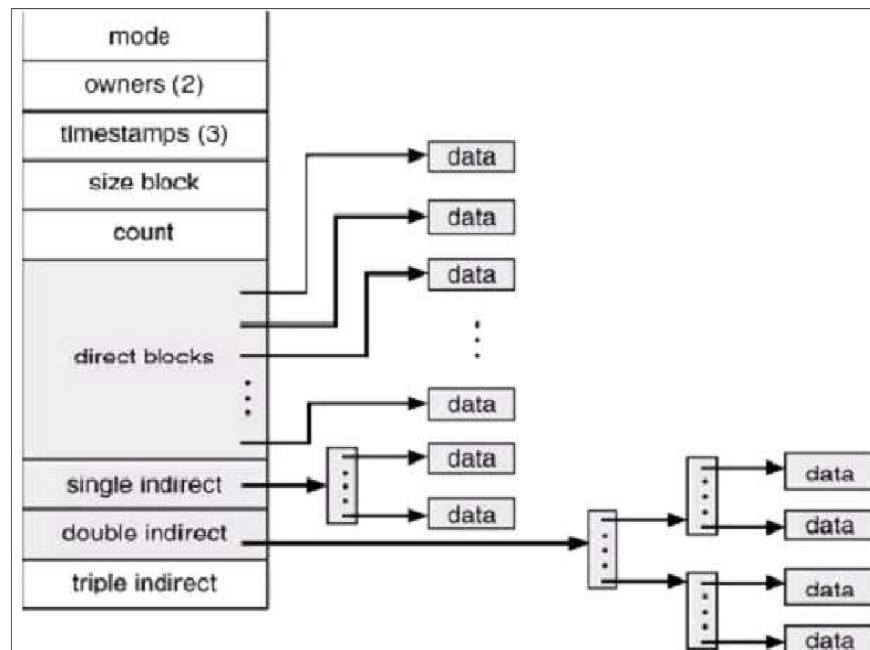 mode
owners (2)
timestamps (3)
size block
count
direct blocks
single indirect
double indirect
triple indirect
data
data
data
data
data
data
data
data
data
data